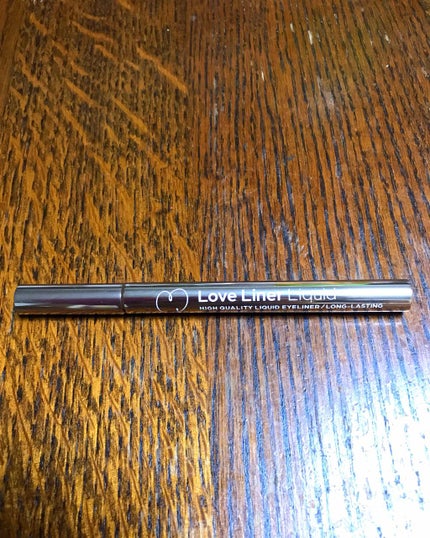 Love Liner Liquid
HIGH QUALITY LIQUID EYELINER/LONG-LASTING